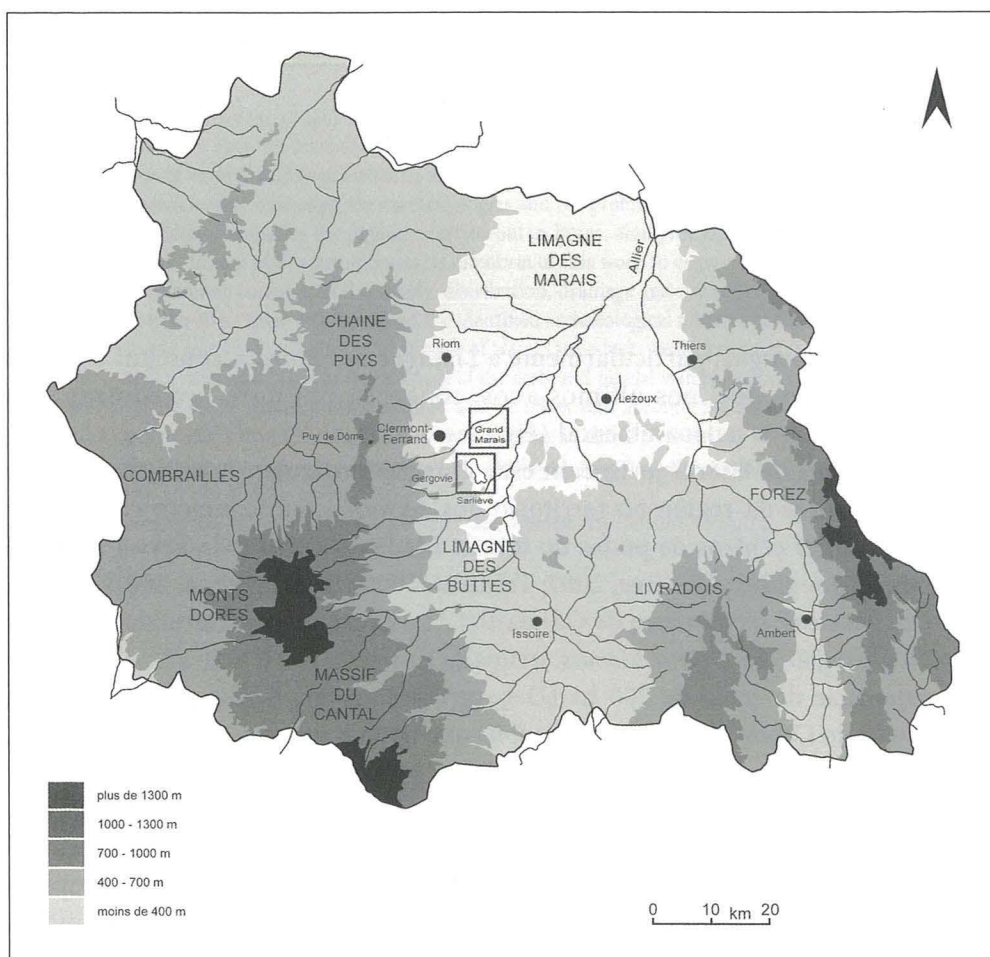 LIMAGNE
DES
MARAIS
Allier
CHAINE
DES
PUYS
Riom
Thiers
Lezoux
Puy de Dôme
Clermont-
Ferrand
Grand
Marais
COMBRAILLES
Gergovie
Sarliève
FOREZ
LIMAGNE
DES
BUTTES
MONTS
DORES
LIVRADOIS
Issoire
Ambert
MASSIF
DU
CANTAL
plus de 1300 m
1000 - 1300 m
700 - 1000 m
400 - 700 m
moins de 400 m
0 10 km 20